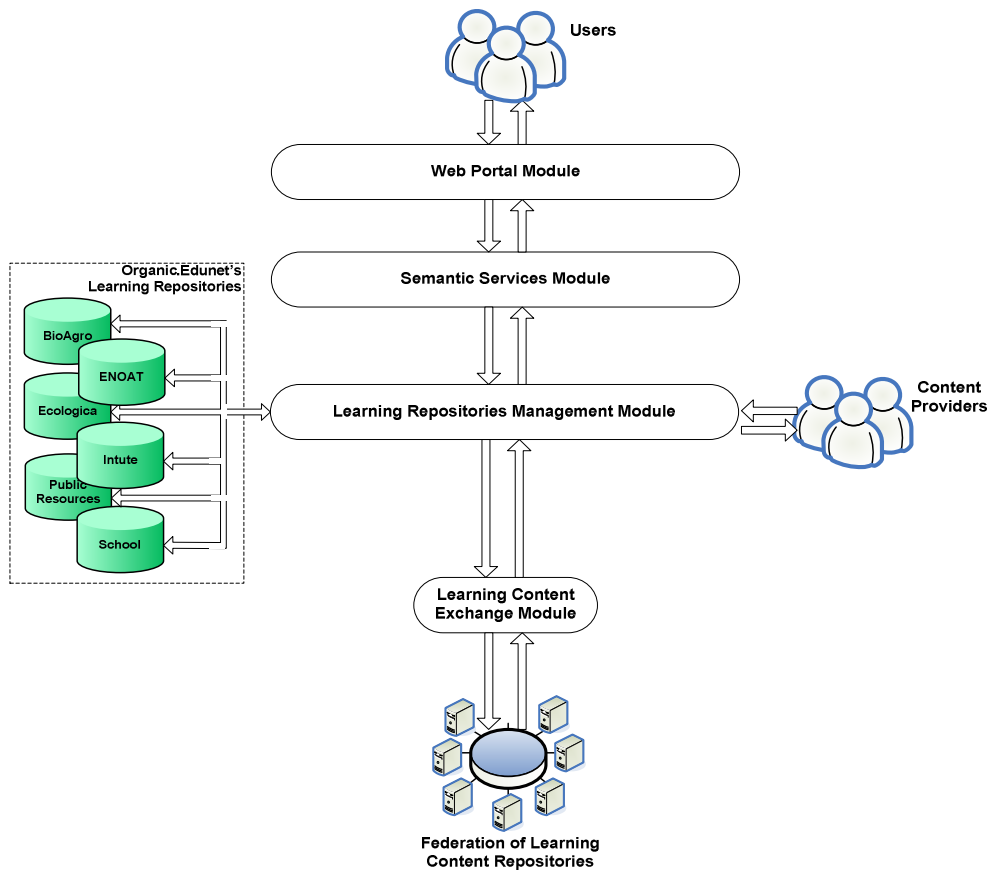 Users
Web Portal Module
Semantic Services Module
Organic.Edunet's
Learning Repositories
BioAgro
ENOAT
Ecologica
Intute
Public
Resources
School
Learning Repositories Management Module
Content
Providers
Learning Content
Exchange Module
Federation of Learning
Content Repositories